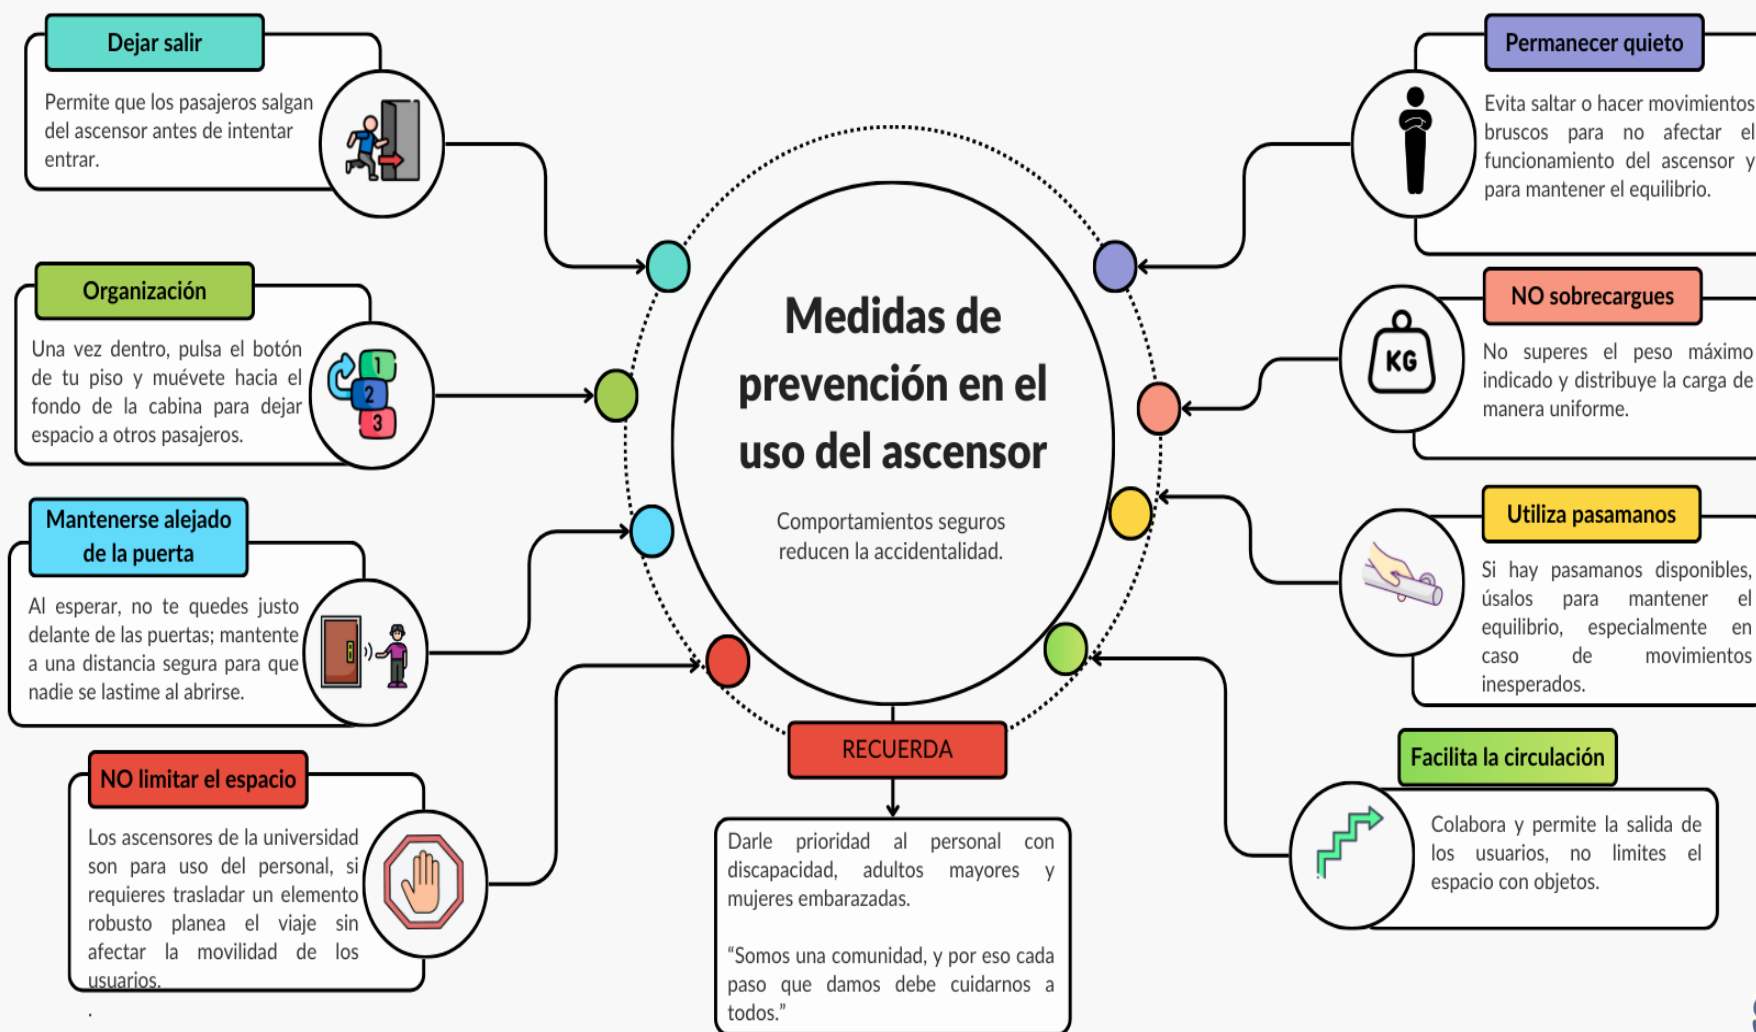 Dejar salir
Permite que los pasajeros salgan
del ascensor antes de intentar
entrar.
Organización
Una vez dentro, pulsa el botón
de tu piso y muévete hacia el
fondo de la cabina para dejar
espacio a otros pasajeros.
1
2
3
Mantenerse alejado
de la puerta
Al esperar, no te quedes justo
delante de las puertas; mantente
a una distancia segura para que
nadie se lastime al abrirse.
NO limitar el espacio
Los ascensores de la universidad
son para uso del personal, si
requieres trasladar un elemento
robusto planea el viaje sin
afectar la movilidad de los
usuarios.
.
Medidas de
prevención en el
uso del ascensor
Comportamientos seguros
reducen la accidentalidad.
RECUERDA
Darle prioridad al personal con
discapacidad, adultos mayores y
mujeres embarazadas.
“Somos una comunidad, y por eso cada
paso que damos debe cuidarnos a
todos.”
Permanecer quieto
Evita saltar o hacer movimientos
bruscos para no afectar el
funcionamiento del ascensor y
para mantener el equilibrio.
NO sobrecargues
KG
No superes el peso máximo
indicado y distribuye la carga de
manera uniforme.
Utiliza pasamanos
Si hay pasamanos disponibles,
úsalos para mantener el
equilibrio, especialmente en
caso de movimientos
inesperados.
Facilita la circulación
Colabora y permite la salida de
los usuarios, no limites el
espacio con objetos.